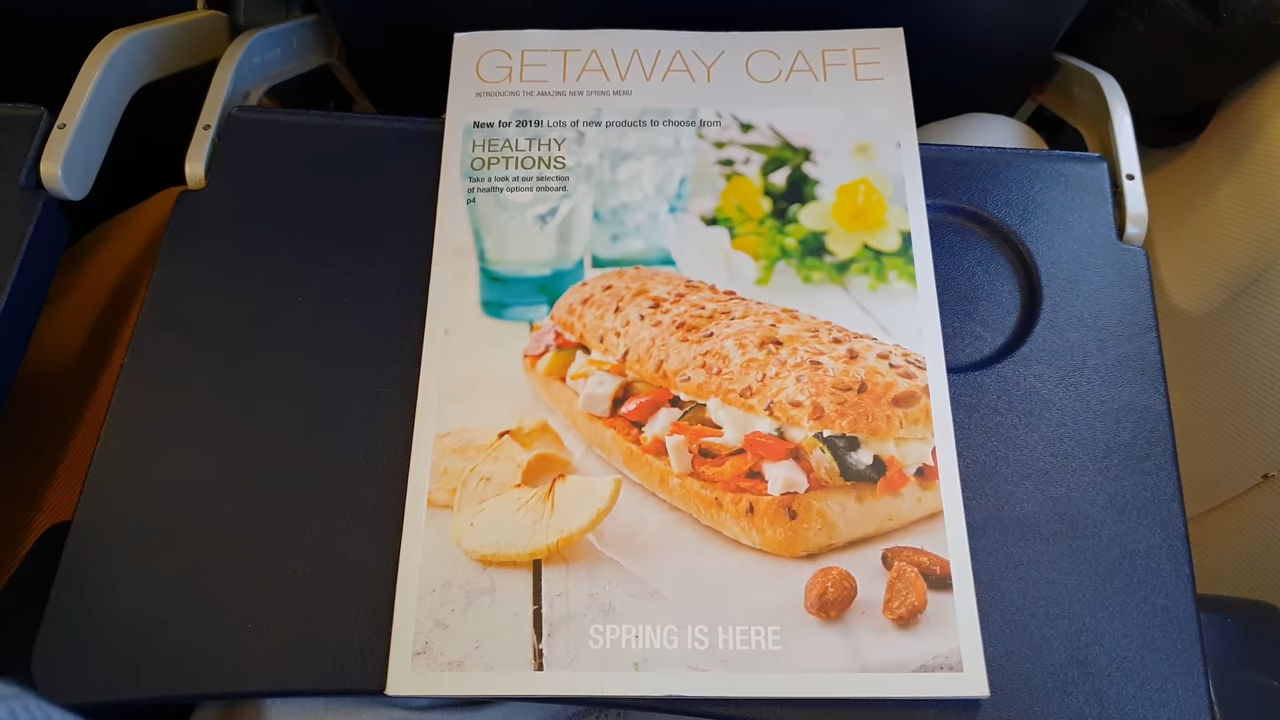 GETAWAY CAFE
INTRODUCING THE AMAZING NEW SPRING MENU
New for 2019! Lots of new products to choose from
HEALTHY
OPTIONS
Take a look at our selection
of healthy options onboard.
p4
SPRING IS HERE